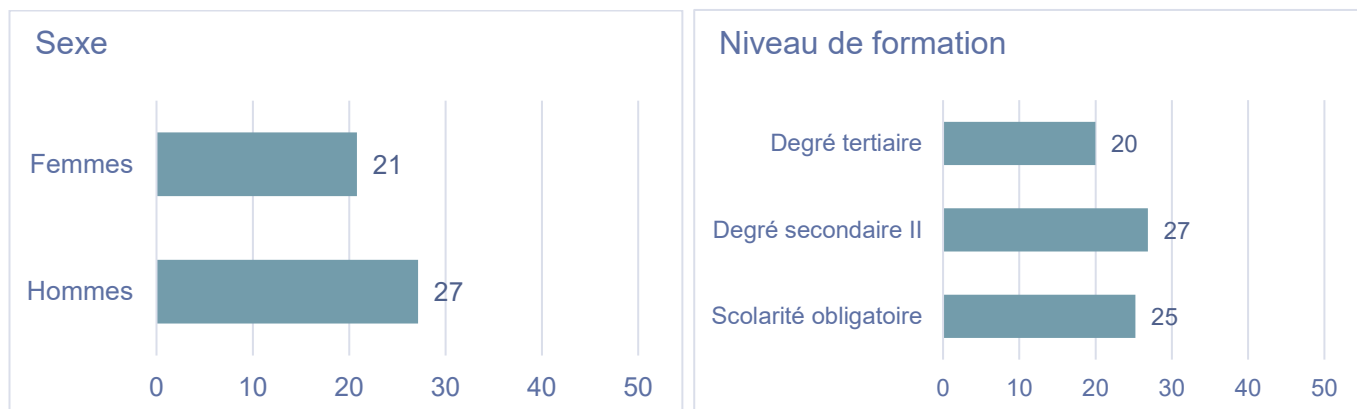 Sexe
Femmes 21
Hommes 27
0 10 20 30 40 50
Niveau de formation
Degré tertiaire 20
Degré secondaire II 27
Scolarité obligatoire 25
0 10 20 30 40 50